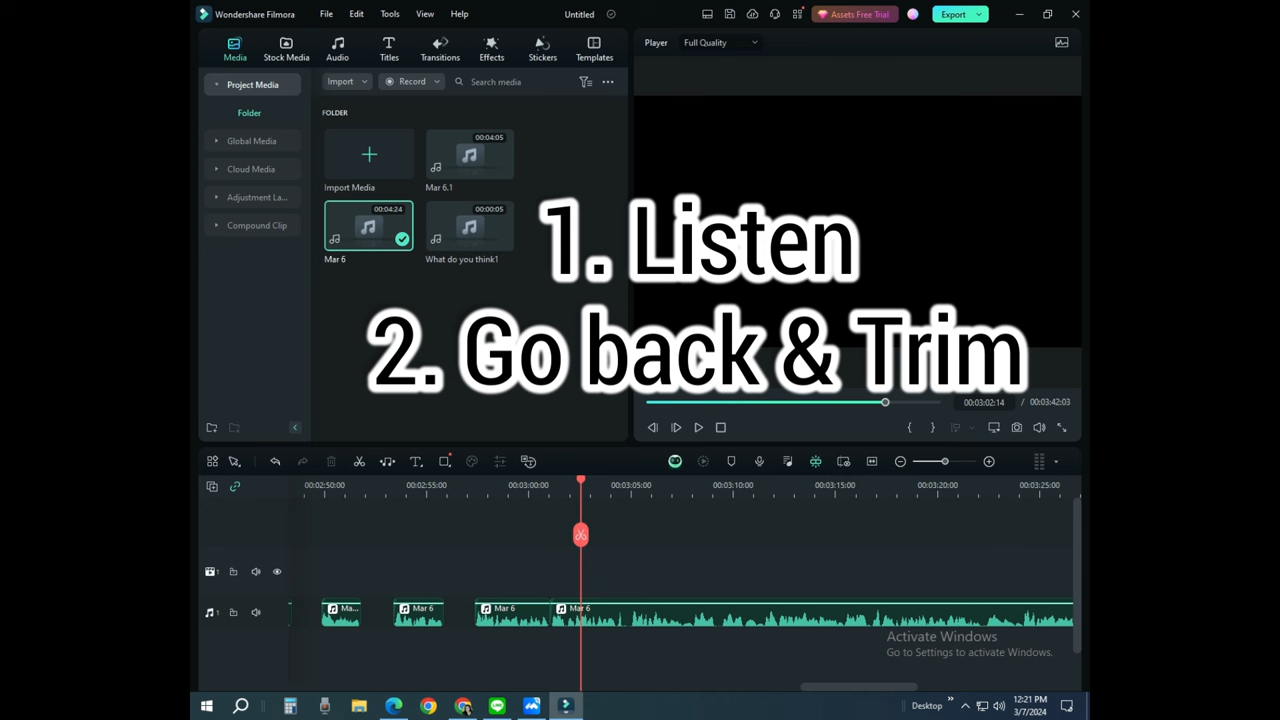 Wondershare Filmora File Edit Tools View Help Untitled Assets Free Trial Export
Media Stock Media Audio Titles Transitions Effects Stickers Templates
Player Full Quality
Project Media Import Record Search media
Folder FOLDER
Global Media
Cloud Media
Adjustment La...
Compound Clip
00:04:05
Import Media Mar 6.1
00:04:24 00:00:05
Mar 6 What do you think1
1. Listen
2. Go back & Trim
00:03:02:14 / 00:03:42:03
00:02:50:00 00:02:55:00 00:03:00:00 00:03:05:00 00:03:10:00 00:03:15:00 00:03:20:00 00:03:25:00
1
1 Ma... Mar 6 Mar 6 Mar 6
Activate Windows
Go to Settings to activate Windows.
Desktop 12:21 PM
3/7/2024